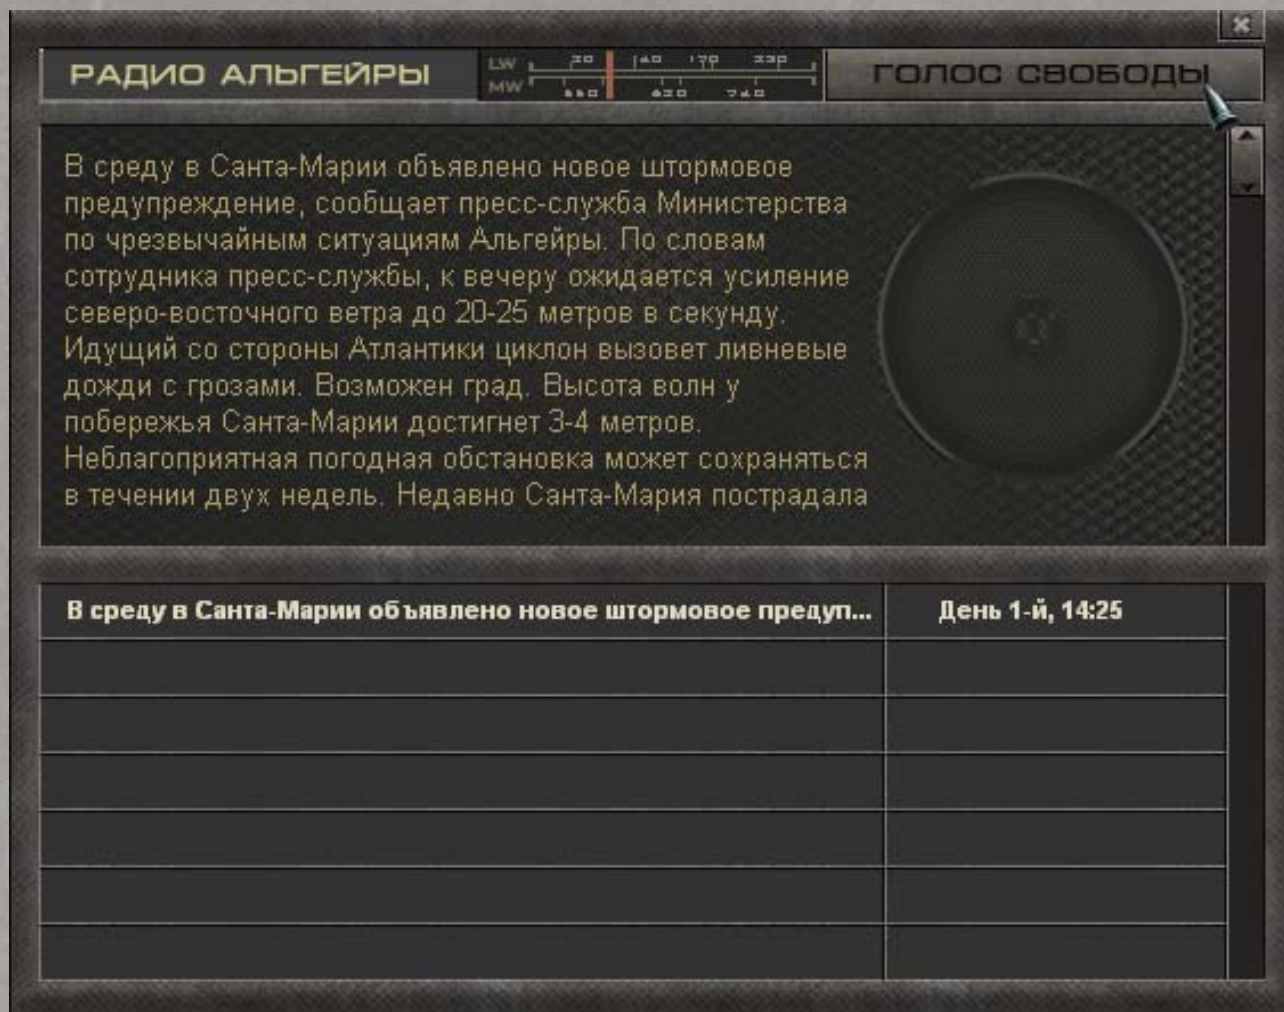 РАДИО АЛЬГЕЙРЫ
LW
MW
ГОЛОС СВОБОДЫ
В среду в Санта-Марии объявлено новое штормовое
предупреждение, сообщает пресс-служба Министерства
по чрезвычайным ситуациям Альгейры. По словам
сотрудника пресс-службы, к вечеру ожидается усиление
северо-восточного ветра до 20-25 метров в секунду.
Идущий со стороны Атлантики циклон вызовет ливневые
дожди с грозами. Возможен град. Высота волн у
побережья Санта-Марии достигнет 3-4 метров.
Неблагоприятная погодная обстановка может сохраняться
в течении двух недель. Недавно Санта-Мария пострадала
В среду в Санта-Марии объявлено новое штормовое предуп... День 1-й, 14:25